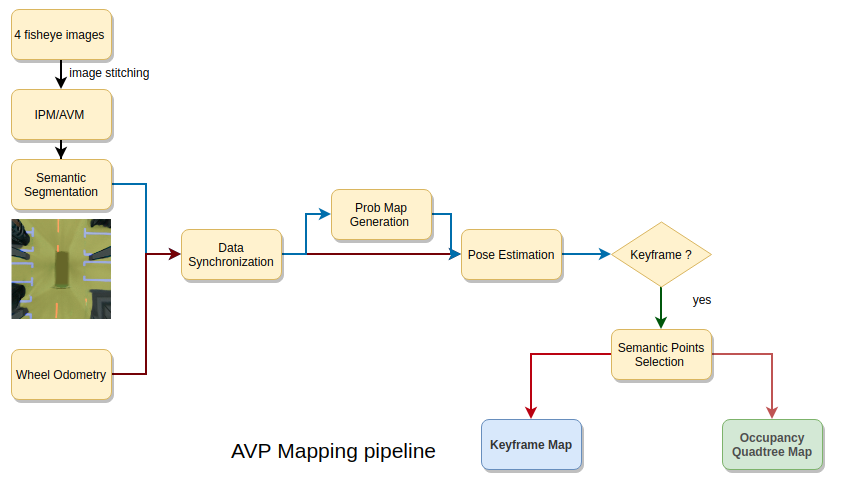 4 fisheye images
image stitching
IPM/AVM
Semantic
Segmentation
Prob Map
Generation
Data
Synchronization
Pose Estimation
Keyframe ?
yes
Wheel Odometry
Semantic Points
Selection
Keyframe Map
Occupancy
Quadtree Map
AVP Mapping pipeline